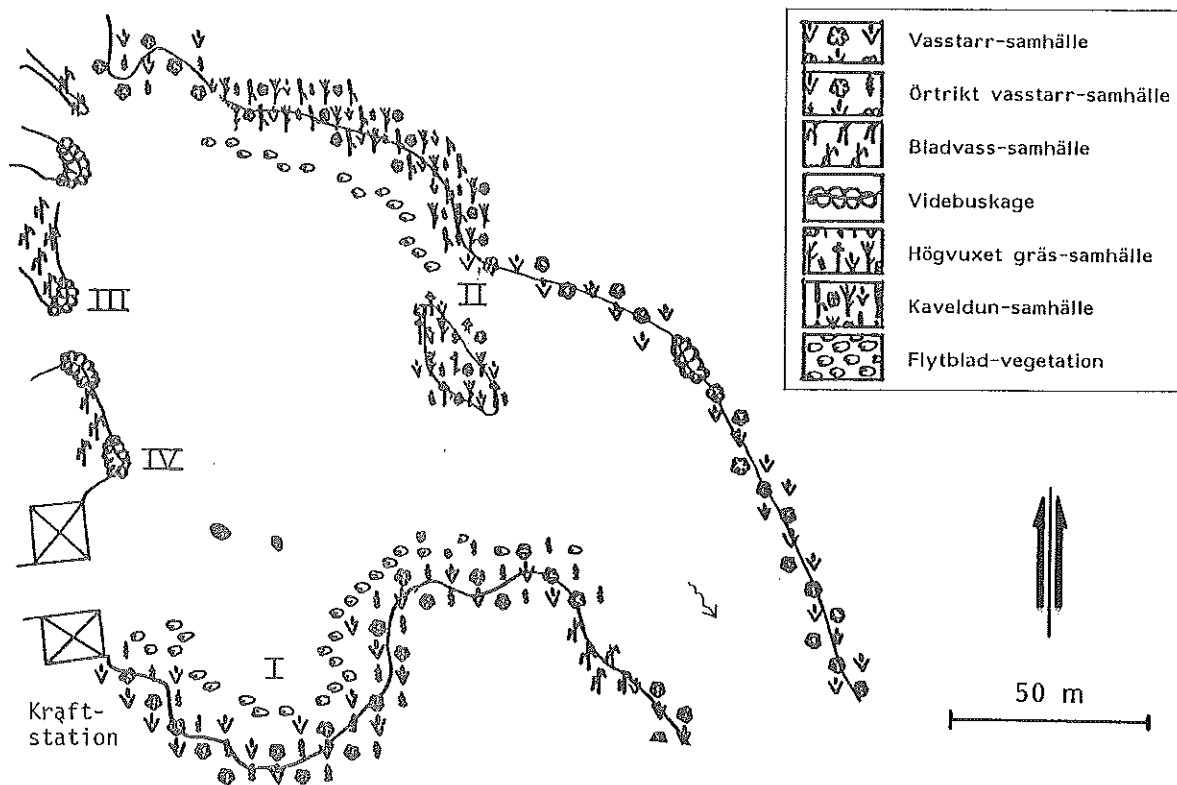 Vasstarr-samhälle
Örtrikt vasstarr-samhälle
Bladvass-samhälle
Videbuskage
Högvuxet gräs-samhälle
Kaveldun-samhälle
Flytblad-vegetation
III
II
IV
I
Kraft-
station
50 m